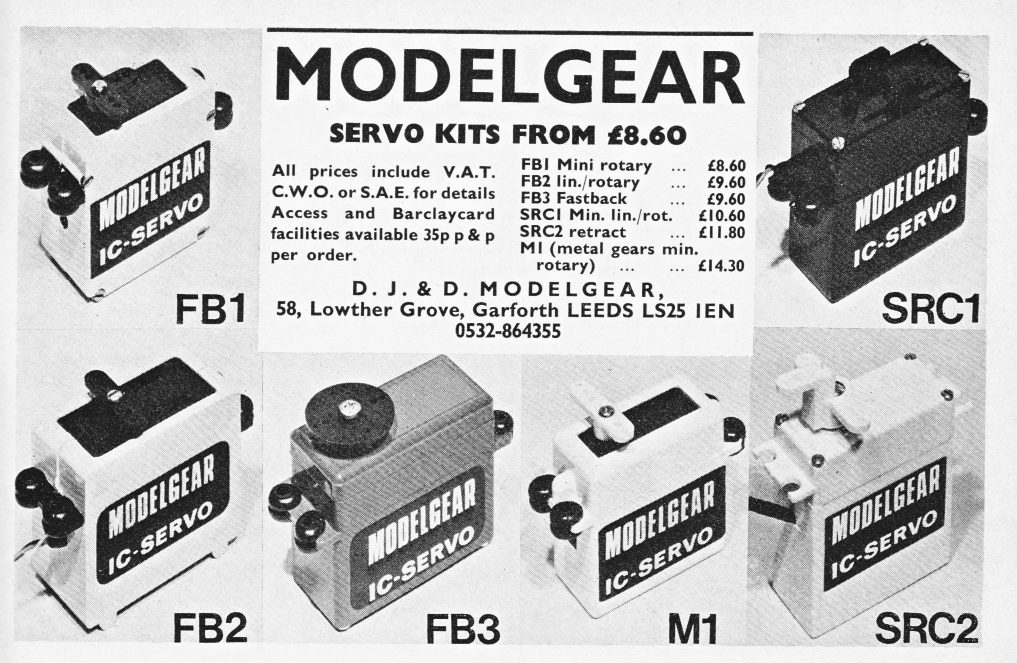 MODELGEAR
SERVO KITS FROM £8.60
All prices include V.A.T.
C.W.O. or S.A.E. for details
Access and Barclaycard
facilities available 35p p & p
per order.
FB1 Mini rotary ... £8.60
FB2 lin./rotary ... £9.60
FB3 Fastback ... £9.60
SRC1 Min. lin./rot. £10.60
SRC2 retract ... £11.80
M1 (metal gears min.
rotary) ... ... £14.30
D. J. & D. MODELGEAR,
58, Lowther Grove, Garforth LEEDS LS25 1EN
0532-864355
MODELGEAR
IC-SERVO
FB1
MODELGEAR
IC-SERVO
SRC1
MODELGEAR
IC-SERVO
FB2
MODELGEAR
IC-SERVO
FB3
MODELGEAR
IC-SERVO
M1
MODELGEAR
IC-SERVO
SRC2